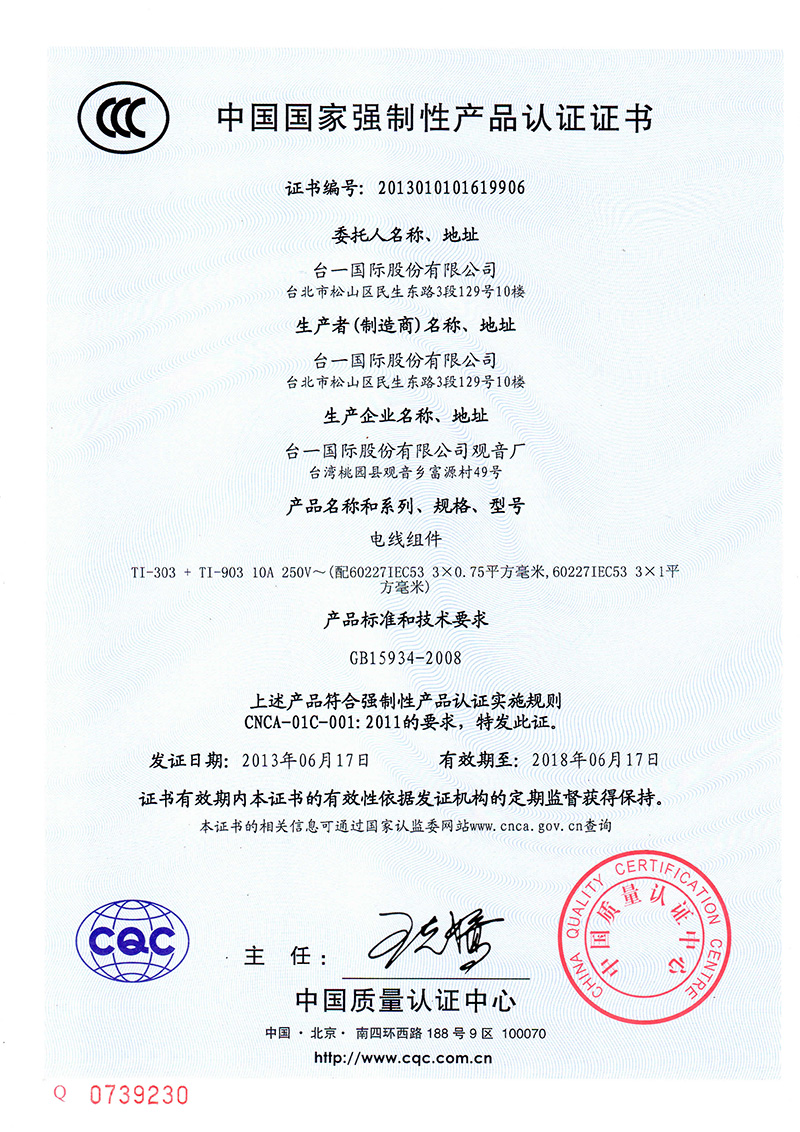 中国国家强制性产品认证证书
证书编号：2013010101619906
委托人名称、地址
台一国际股份有限公司
台北市松山区民生东路3段129号10楼
生产者(制造商)名称、地址
台一国际股份有限公司
台北市松山区民生东路3段129号10楼
生产企业名称、地址
台一国际股份有限公司观音厂
台湾桃园县观音乡富源村49号
产品名称和系列、规格、型号
电线组件
TI-303 + TI-903 10A 250V～(配60227IEC53 3×0.75平方毫米,60227IEC53 3×1平
方毫米)
产品标准和技术要求
GB15934-2008
上述产品符合强制性产品认证实施规则
CNCA-01C-001:2011的要求，特发此证。
发证日期：2013年06月17日 有效期至：2018年06月17日
证书有效期内本证书的有效性依据发证机构的定期监督获得保持。
本证书的相关信息可通过国家认监委网站www.cnca.gov.cn查询
CHINA QUALITY CERTIFICATION CENTRE
中国质量认证中心
CQC
主 任：
中国质量认证中心
中国・北京・南四环西路 188 号 9 区 100070
http://www.cqc.com.cn
Q 0739230